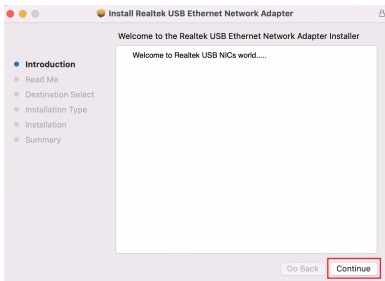 Install Realtek USB Ethernet Network Adapter
Welcome to the Realtek USB Ethernet Network Adapter Installer
Welcome to Realtek USB NICs world.....
Introduction
Read Me
Destination Select
Installation Type
Installation
Summary
Go Back
Continue